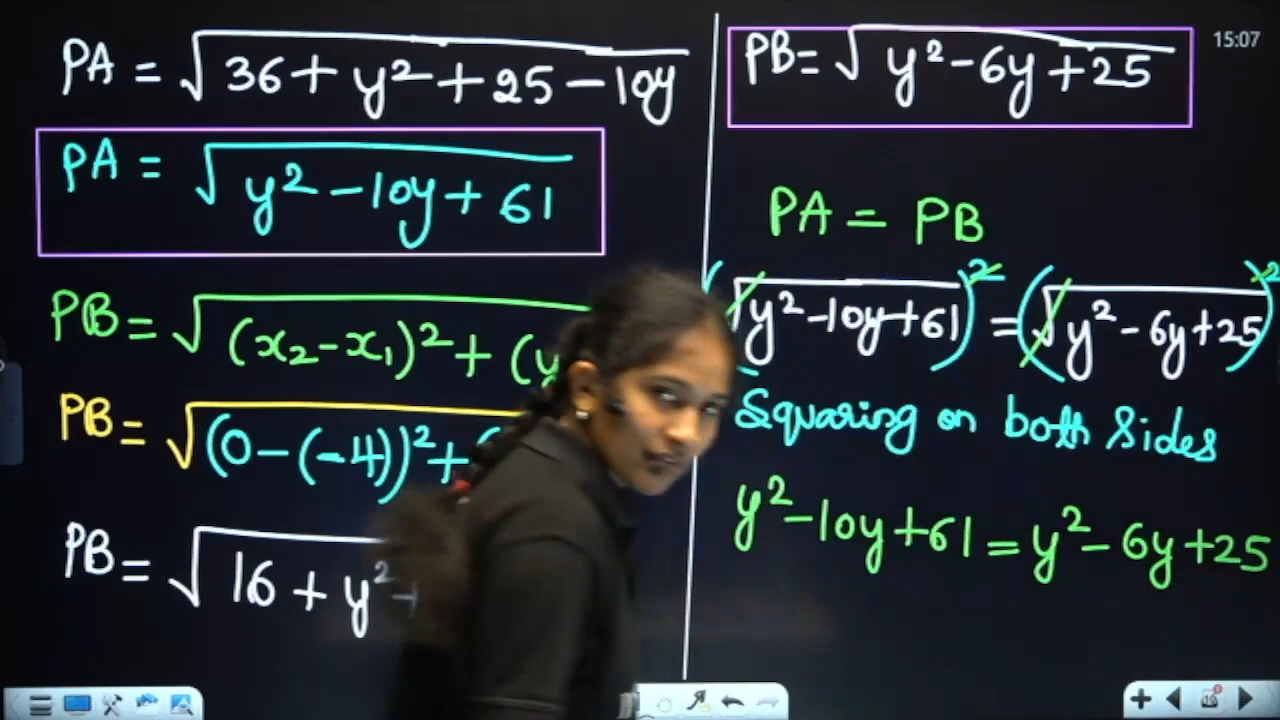 PA = √36 + y² + 25 - 10y
PA = √y² - 10y + 61
PB = √(x₂ - x₁)² + (y
PB = √(0 - (-4))² + (
PB = √16 + y² +
PB = √y² - 6y + 25
15:07
PA = PB
(√y² - 10y + 61)² = (√y² - 6y + 25)²
Squaring on both Sides
y² - 10y + 61 = y² - 6y + 25